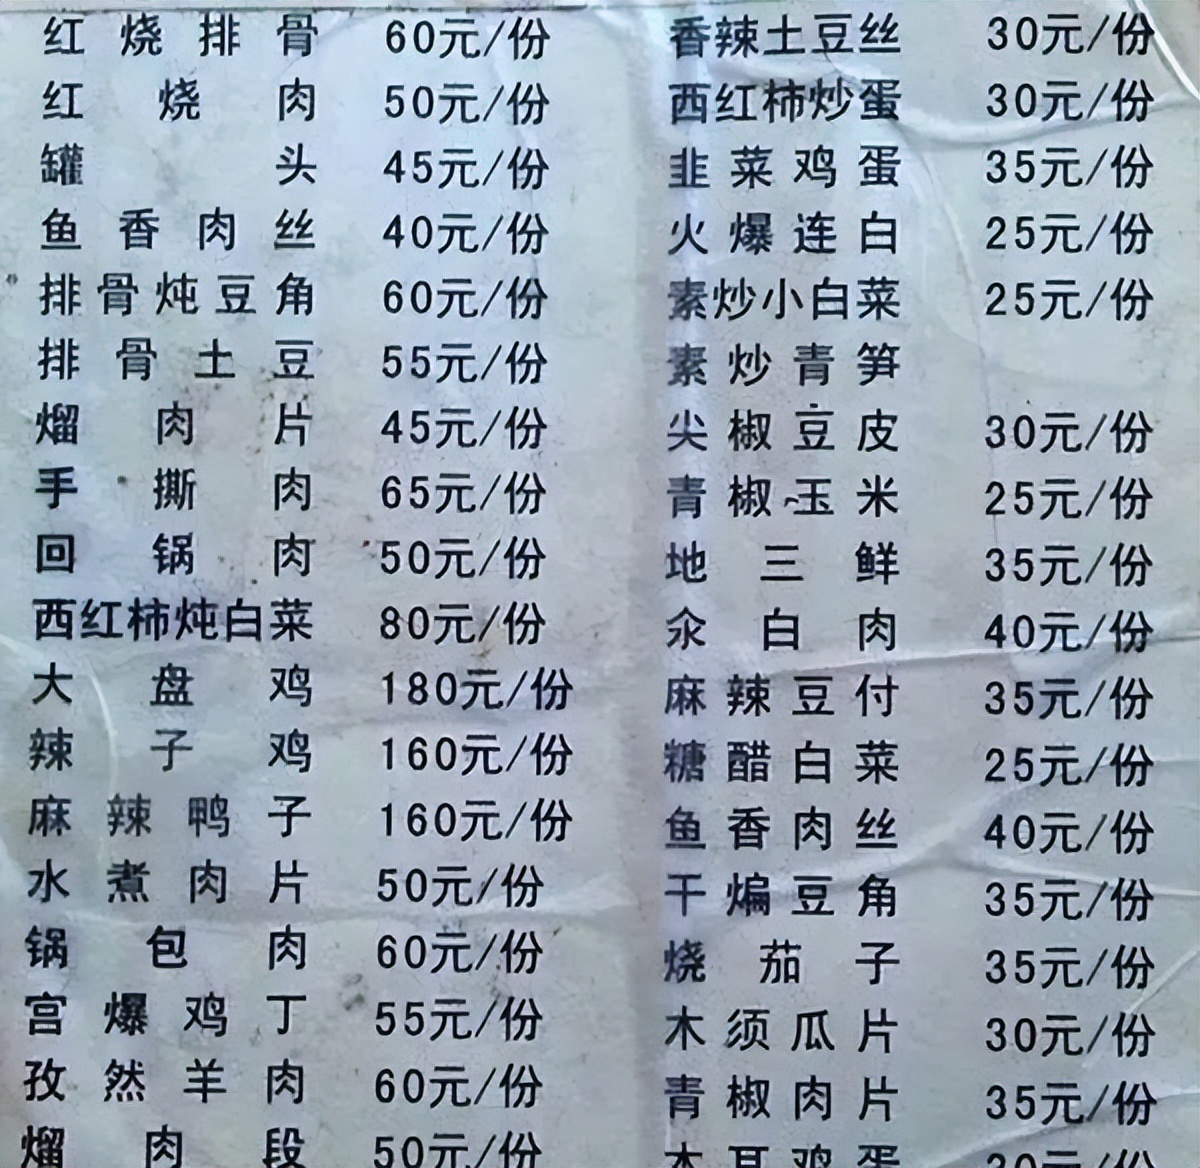 红烧排骨 60元/份
红烧肉 50元/份
罐头 45元/份
鱼香肉丝 40元/份
排骨炖豆角 60元/份
排骨土豆 55元/份
熘肉片 45元/份
手撕肉 65元/份
回锅肉 50元/份
西红柿炖白菜 80元/份
大盘鸡 180元/份
辣子鸡 160元/份
麻辣鸭子 160元/份
水煮肉片 50元/份
锅包肉 60元/份
宫爆鸡丁 55元/份
孜然羊肉 60元/份
熘肉段 50元/份
香辣土豆丝 30元/份
西红柿炒蛋 30元/份
韭菜鸡蛋 35元/份
火爆连白 25元/份
素炒小白菜 25元/份
素炒青笋
尖椒豆皮 30元/份
青椒玉米 25元/份
地三鲜 35元/份
汆白肉 40元/份
麻辣豆付 35元/份
糖醋白菜 25元/份
鱼香肉丝 40元/份
干煸豆角 35元/份
烧茄子 35元/份
木须瓜片 30元/份
青椒肉片 35元/份
木耳鸡蛋 30元/份